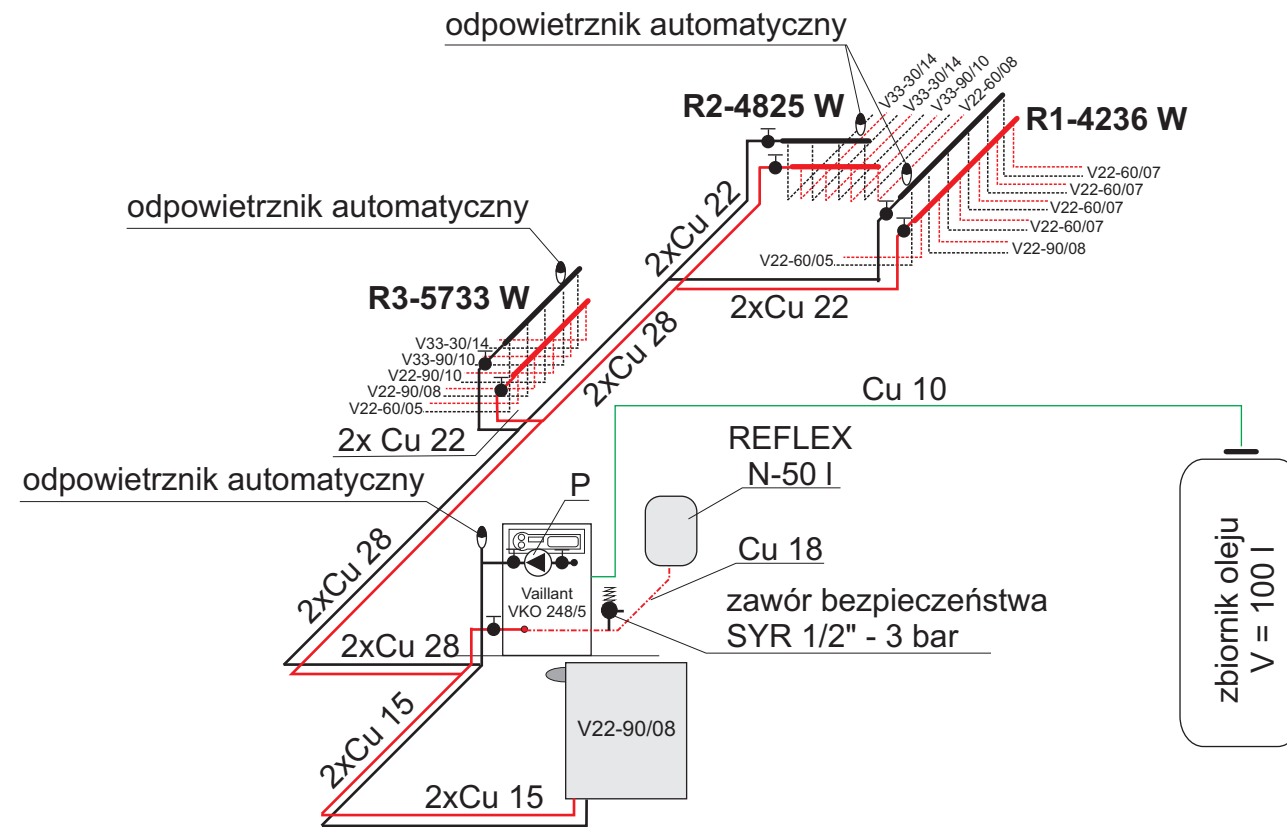 odpowietrznik automatyczny
V33-30/14
V33-30/14
V33-90/10
V22-60/08
R2-4825 W
R1-4236 W
V22-60/07
V22-60/07
V22-60/07
V22-60/07
V22-90/08
V22-60/05
2xCu 22
2xCu 22
odpowietrznik automatyczny
R3-5733 W
V33-30/14
V33-90/10
V22-90/10
V22-90/08
V22-60/05
2x Cu 22
2xCu 28
Cu 10
odpowietrznik automatyczny
P
REFLEX
N-50 l
Cu 18
Vaillant
VKO 248/5
zawór bezpieczeństwa
SYR 1/2" - 3 bar
zbiornik oleju
V = 100 l
2xCu 28
2xCu 28
2xCu 15
V22-90/08
2xCu 15